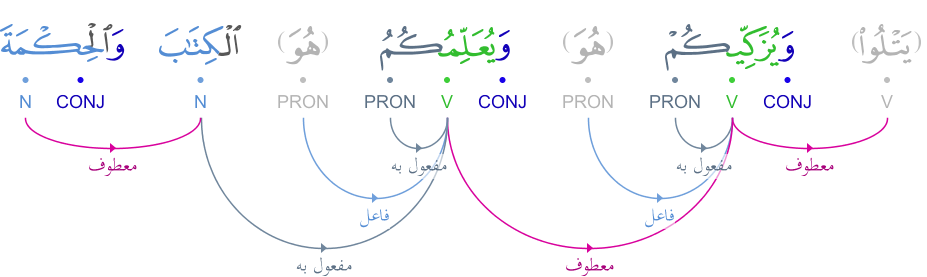 (يَتْلُوا۟) وَيُزَكِّيكُمْ (هُوَ) وَيُعَلِّمُكُمُ (هُوَ) ٱلْكِتَٰبَ وَٱلْحِكْمَةَ
V CONJ V PRON PRON CONJ V PRON PRON N CONJ N
معطوف مفعول به مفعول به معطوف
فاعل فاعل
معطوف مفعول به